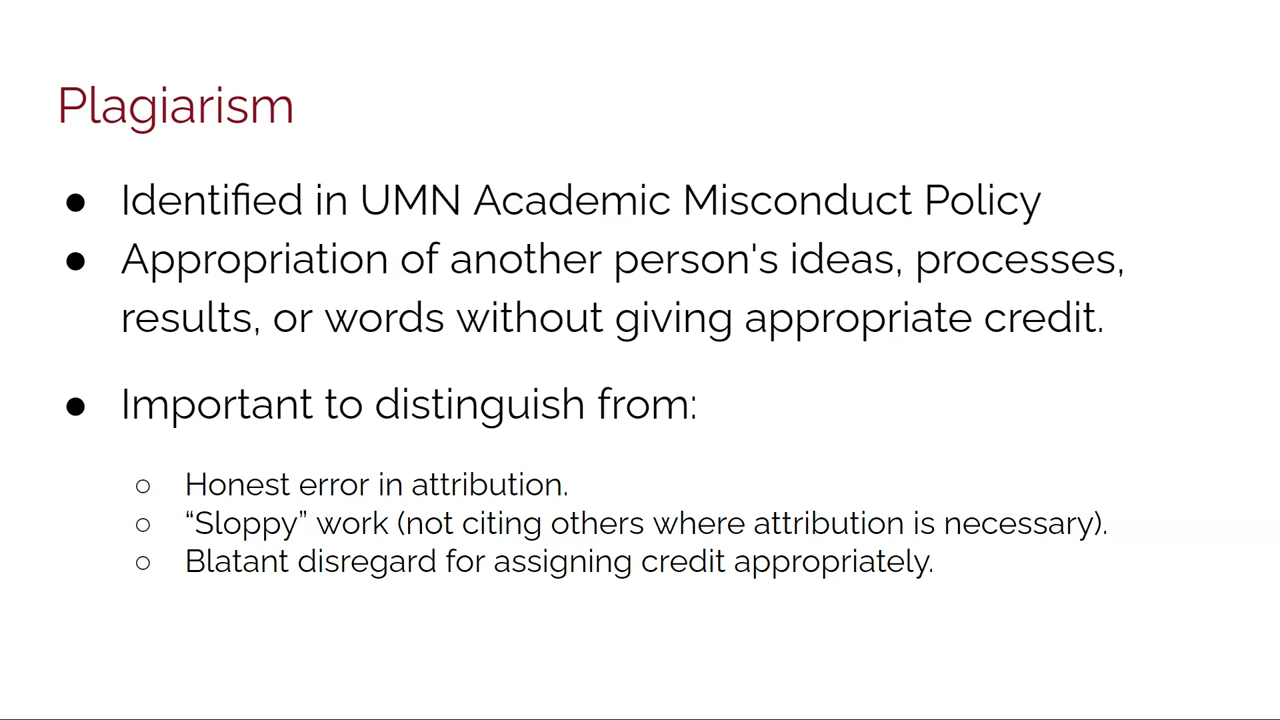 Plagiarism
● Identified in UMN Academic Misconduct Policy
● Appropriation of another person's ideas, processes,
results, or words without giving appropriate credit.
● Important to distinguish from:
○ Honest error in attribution.
○ “Sloppy” work (not citing others where attribution is necessary).
○ Blatant disregard for assigning credit appropriately.